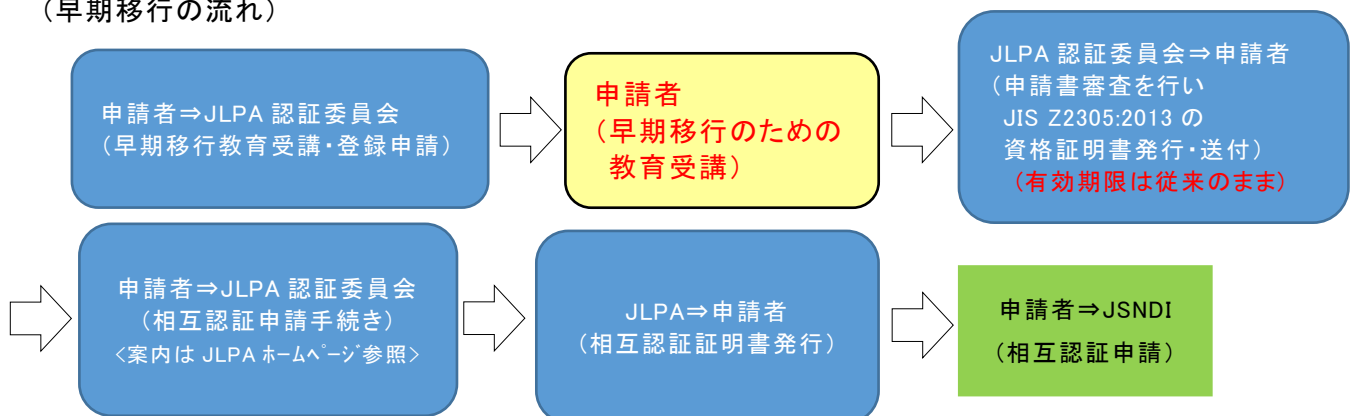 （早期移行の流れ）
申請者⇒JLPA 認証委員会
（早期移行教育受講・登録申請）
申請者
（早期移行のための
教育受講）
JLPA 認証委員会⇒申請者
（申請書審査を行い
JIS Z2305:2013 の
資格証明書発行・送付）
（有効期限は従来のまま）
申請者⇒JLPA 認証委員会
（相互認証申請手続き）
<案内は JLPA ﾎｰﾑﾍﾟｰｼﾞ参照>
JLPA⇒申請者
（相互認証証明書発行）
申請者⇒JSNDI
（相互認証申請）